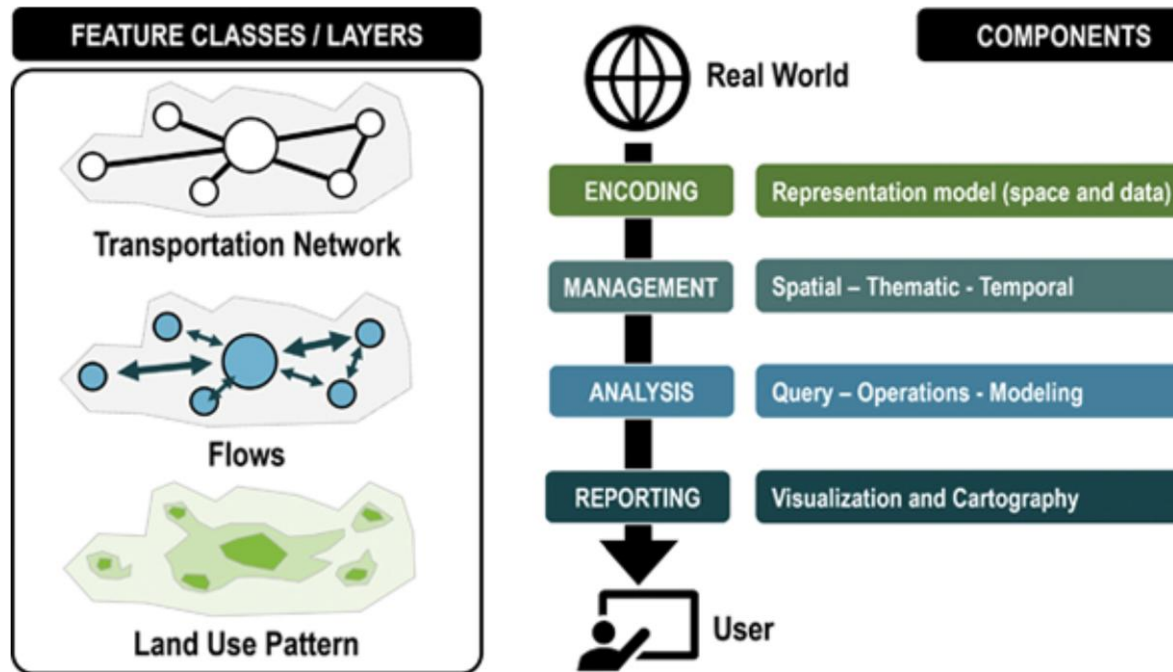 FEATURE CLASSES / LAYERS
Transportation Network
Flows
Land Use Pattern
COMPONENTS
Real World
ENCODING
Representation model (space and data)
MANAGEMENT
Spatial – Thematic - Temporal
ANALYSIS
Query – Operations - Modeling
REPORTING
Visualization and Cartography
User